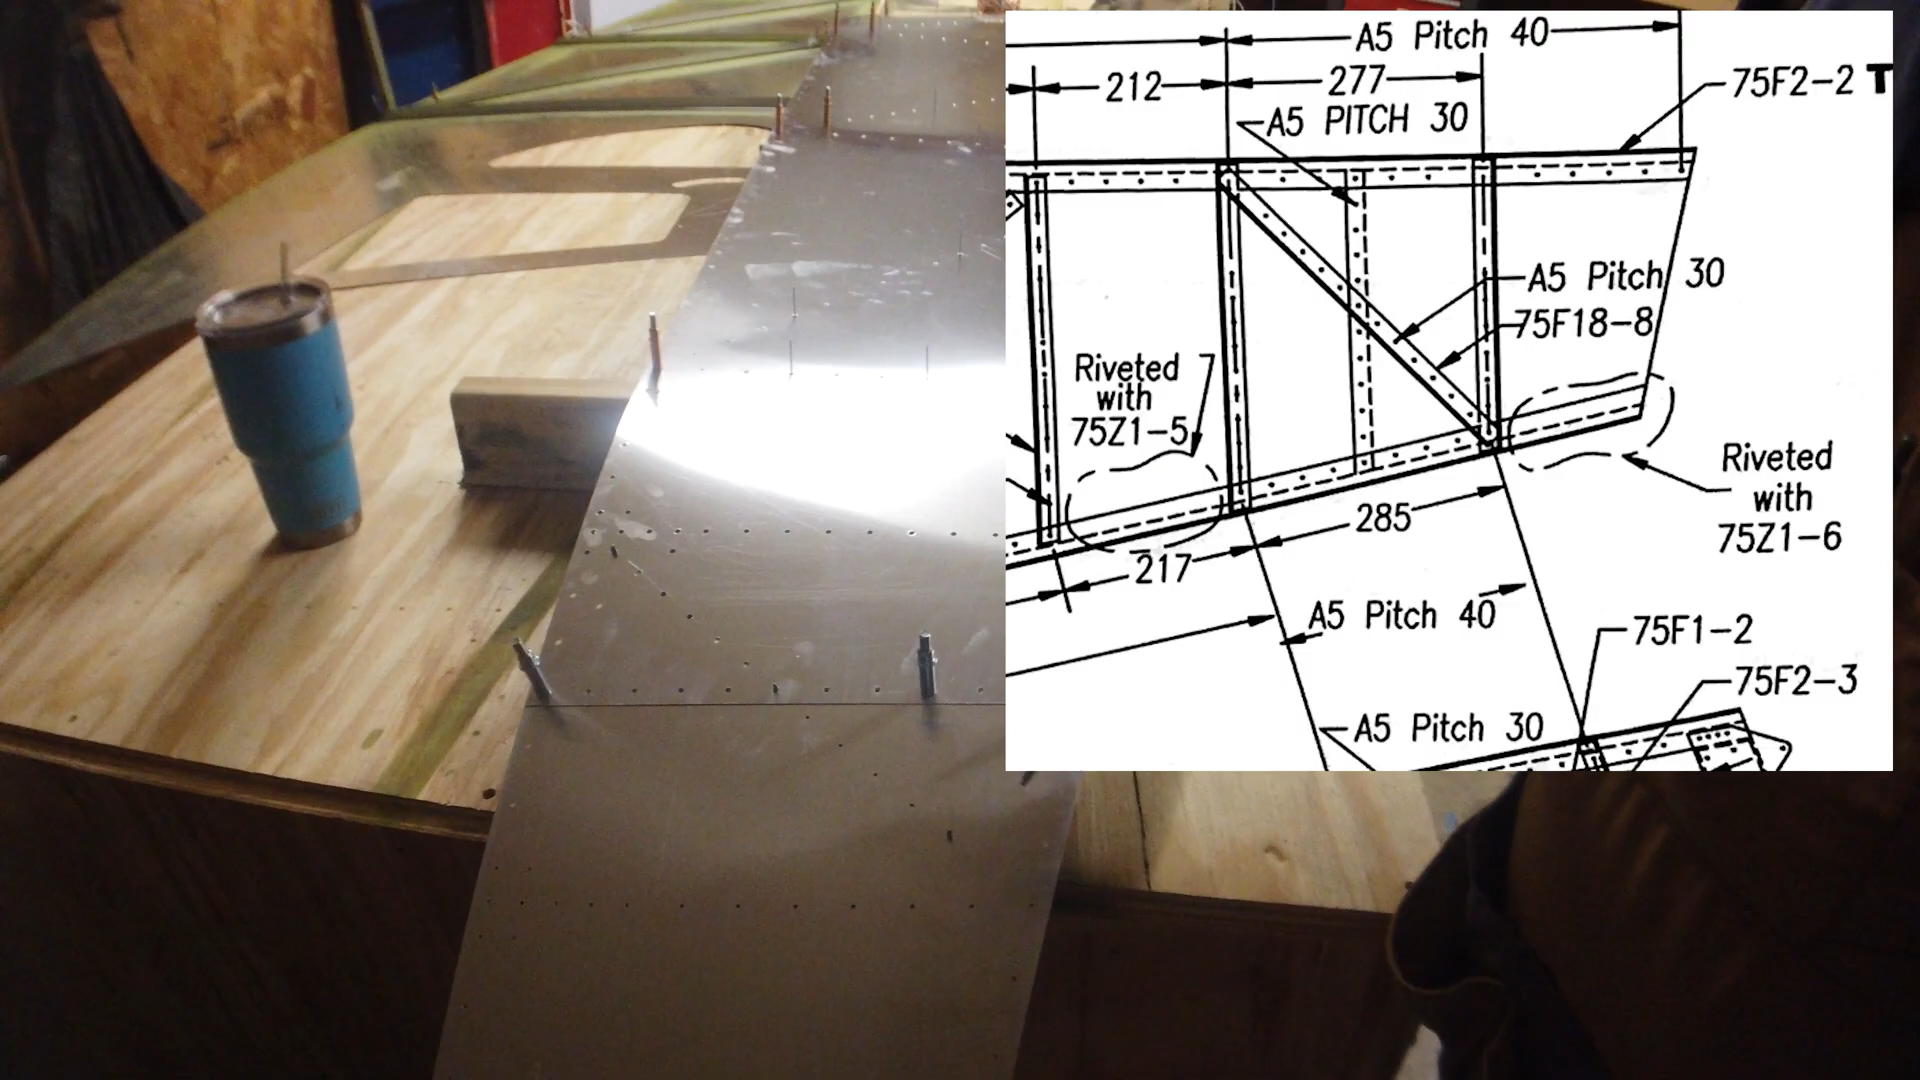 A5 Pitch 40
212
277
75F2-2 T
A5 PITCH 30
A5 Pitch 30
75F18-8
Riveted
with
75Z1-5
Riveted
with
75Z1-6
285
217
A5 Pitch 40
75F1-2
75F2-3
A5 Pitch 30